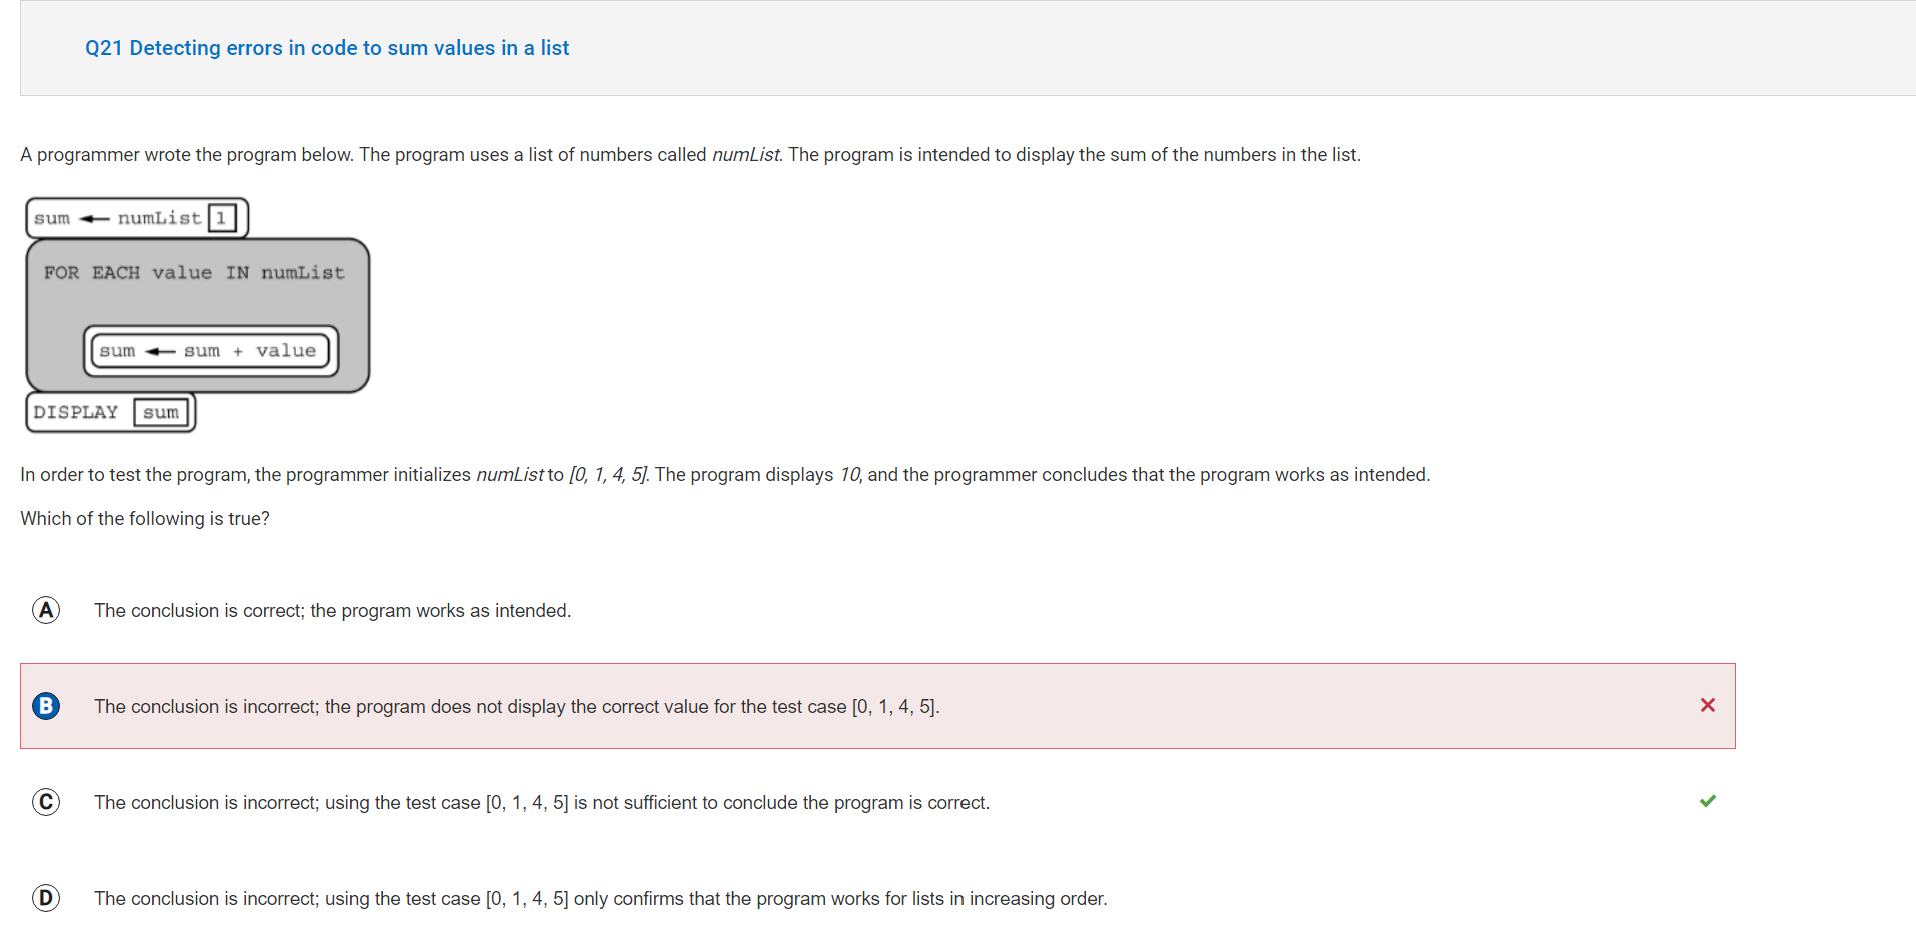 Q21 Detecting errors in code to sum values in a list
A programmer wrote the program below. The program uses a list of numbers called numList. The program is intended to display the sum of the numbers in the list.
sum ← numList 1
FOR EACH value IN numList
sum ← sum + value
DISPLAY sum
In order to test the program, the programmer initializes numList to [0, 1, 4, 5]. The program displays 10, and the programmer concludes that the program works as intended.
Which of the following is true?
A The conclusion is correct; the program works as intended.
B The conclusion is incorrect; the program does not display the correct value for the test case [0, 1, 4, 5].
C The conclusion is incorrect; using the test case [0, 1, 4, 5] is not sufficient to conclude the program is correct.
D The conclusion is incorrect; using the test case [0, 1, 4, 5] only confirms that the program works for lists in increasing order.